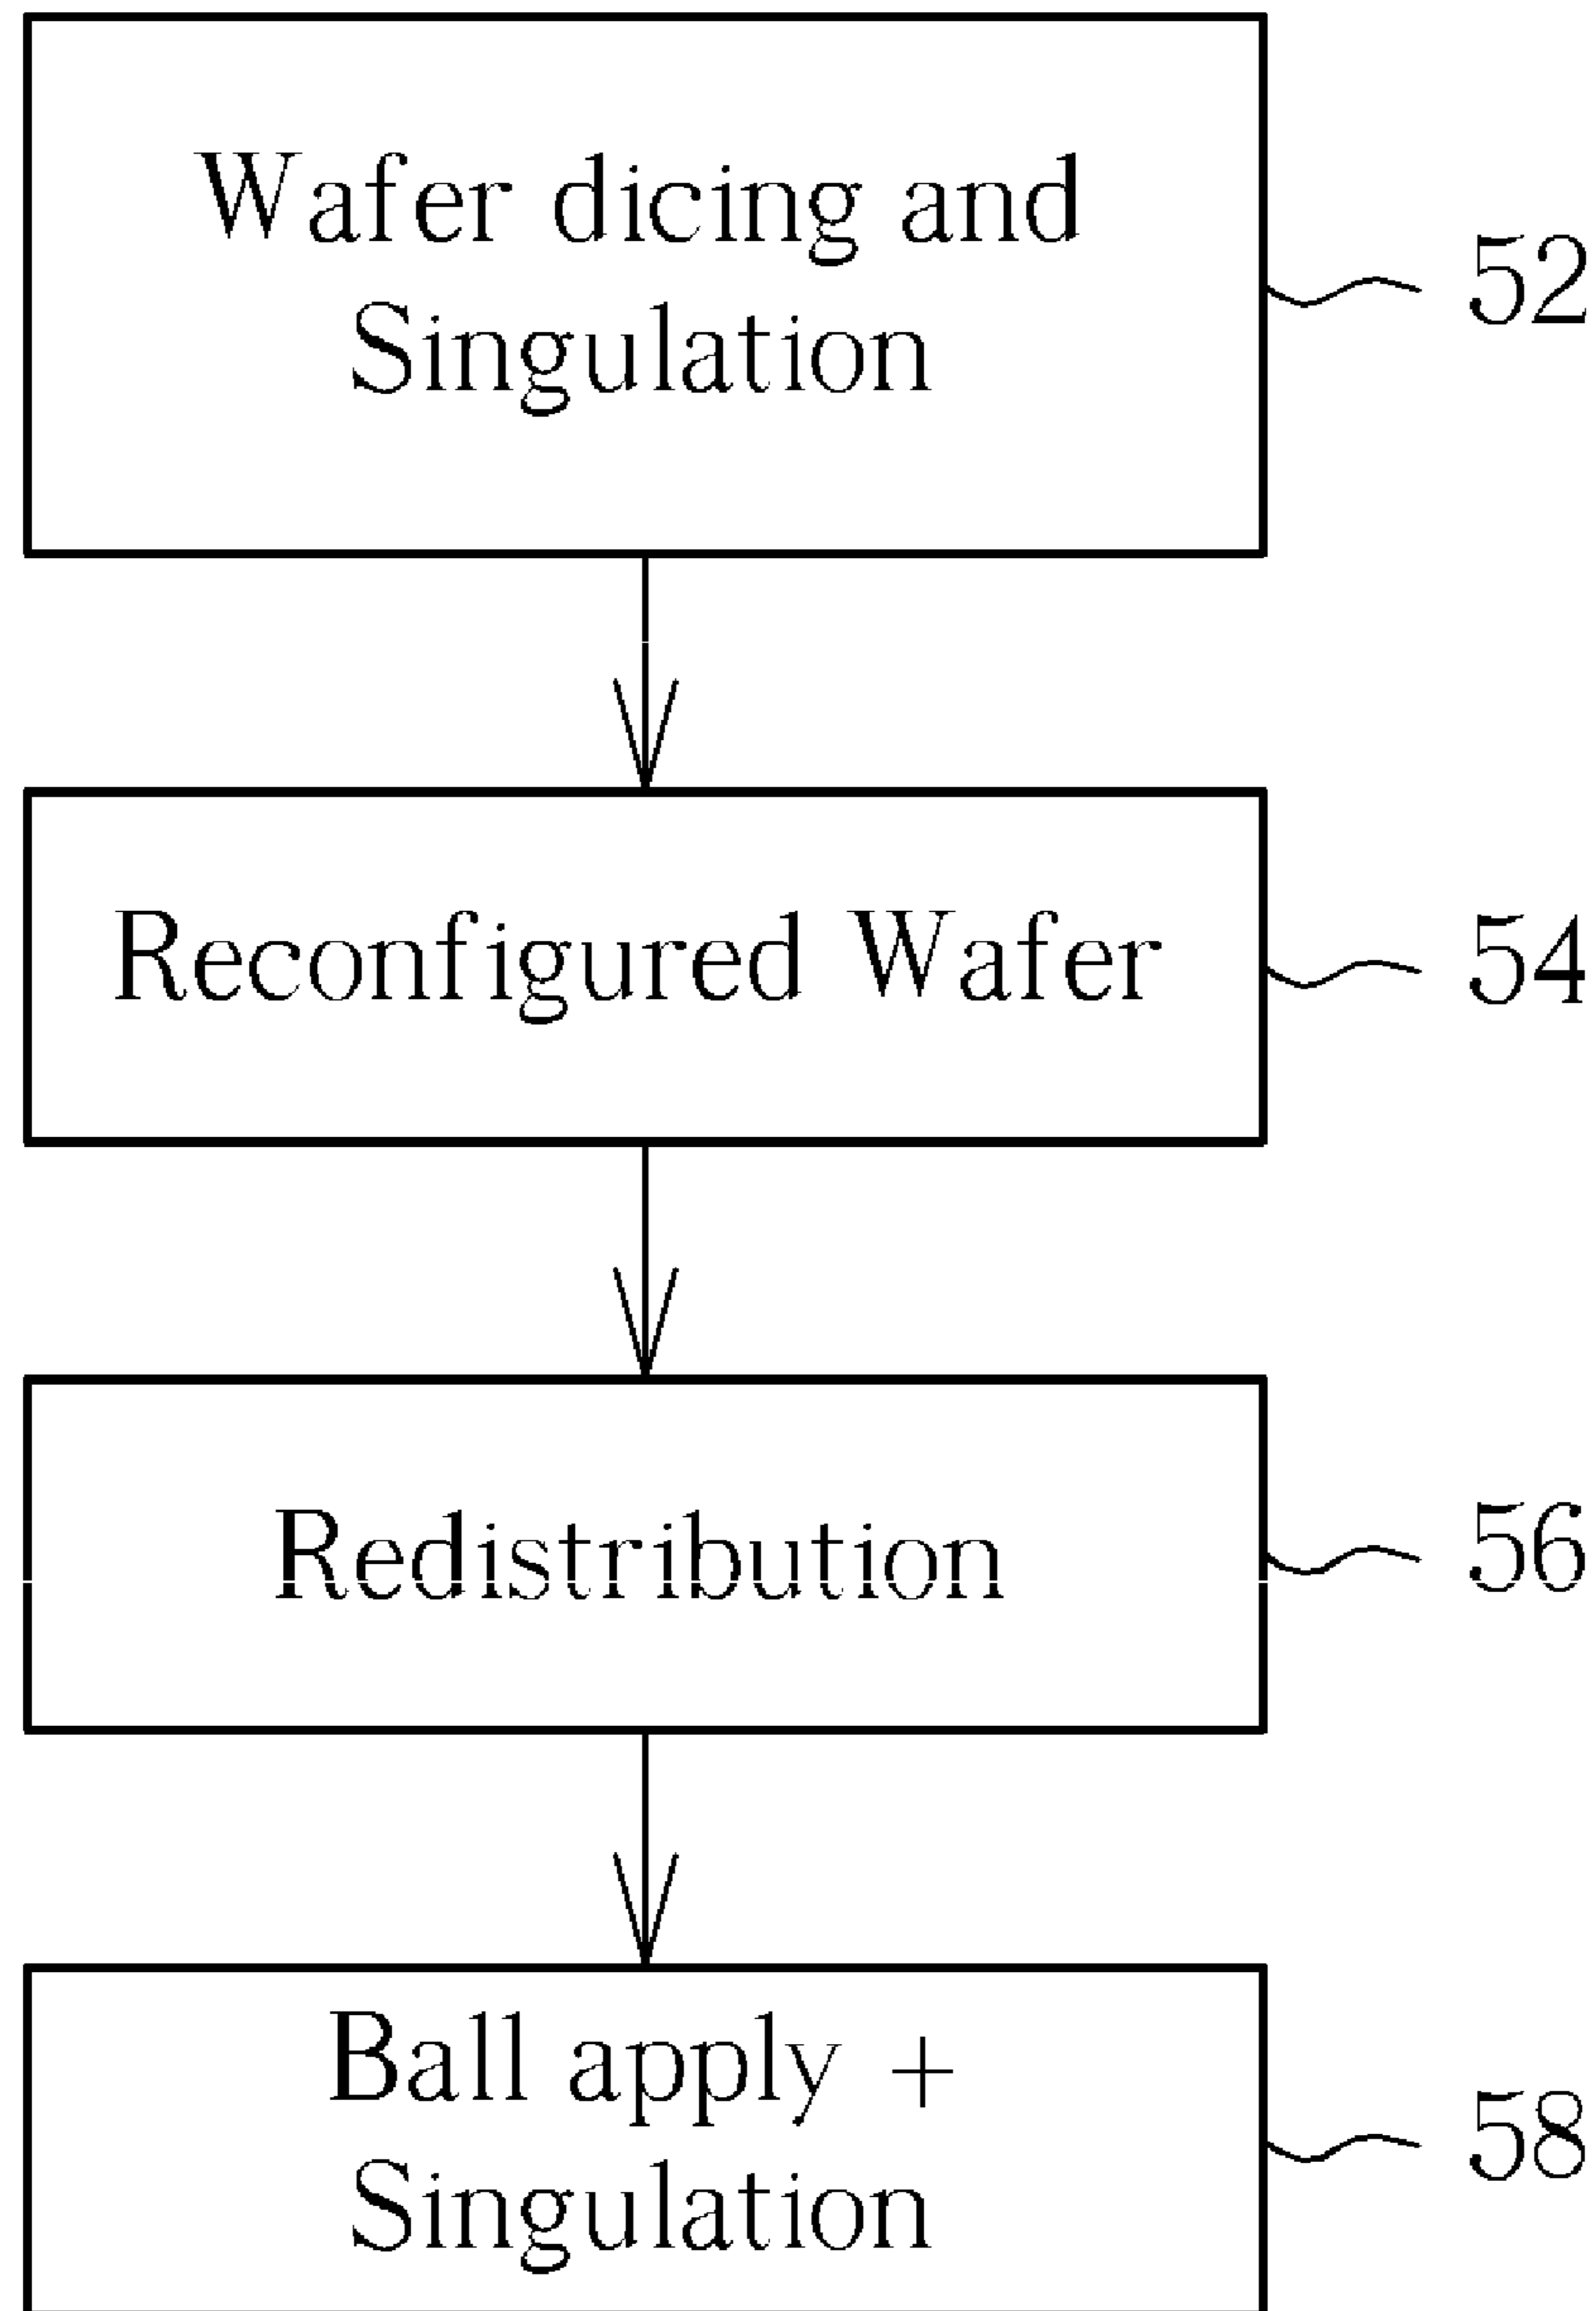 Wafer dicing and
Singulation
52
Reconfigured Wafer
54
Redistribution
56
Ball apply +
Singulation
58